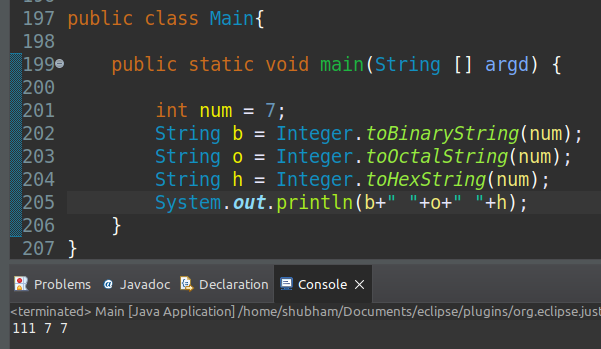 197 public class Main{
198
199 public static void main(String [] argd) {
200
201 int num = 7;
202 String b = Integer.toBinaryString(num);
203 String o = Integer.toOctalString(num);
204 String h = Integer.toHexString(num);
205 System.out.println(b+" "+o+" "+h);
206 }
207 }
Problems @ Javadoc Declaration Console
<terminated> Main [Java Application] /home/shubham/Documents/eclipse/plugins/org.eclipse.just
111 7 7